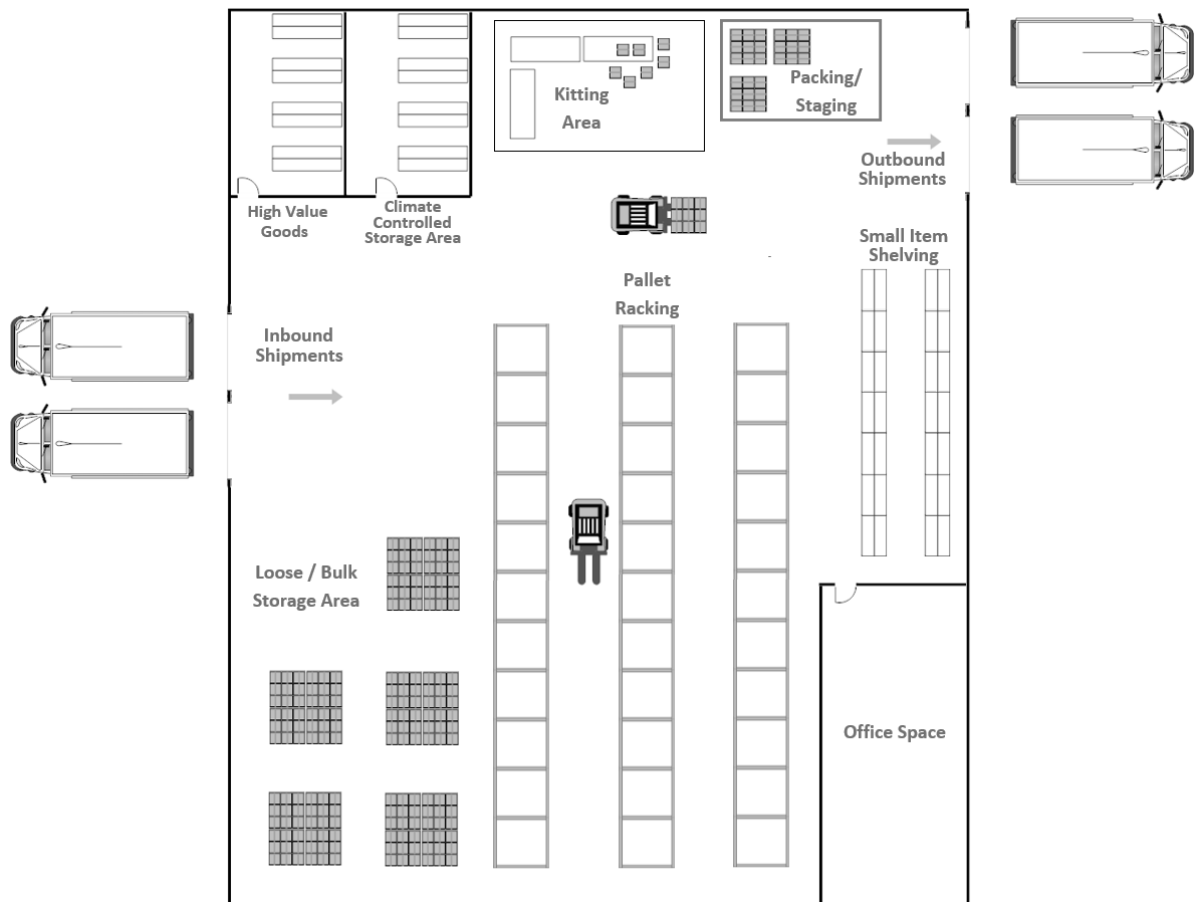 Kitting
Area
Packing/
Staging
Outbound
Shipments
High Value
Goods
Climate
Controlled
Storage Area
Small Item
Shelving
Pallet
Racking
Inbound
Shipments
Loose / Bulk
Storage Area
Office Space